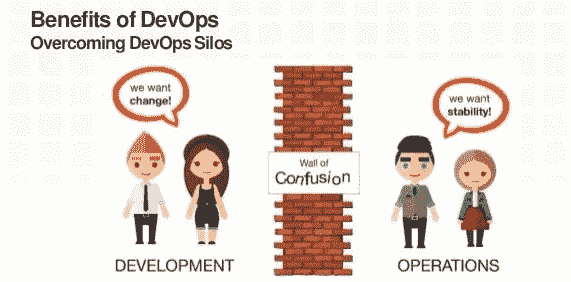 Benefits of DevOps
Overcoming DevOps Silos
we want
change!
we want
stability!
Wall of
Confusion
DEVELOPMENT
OPERATIONS